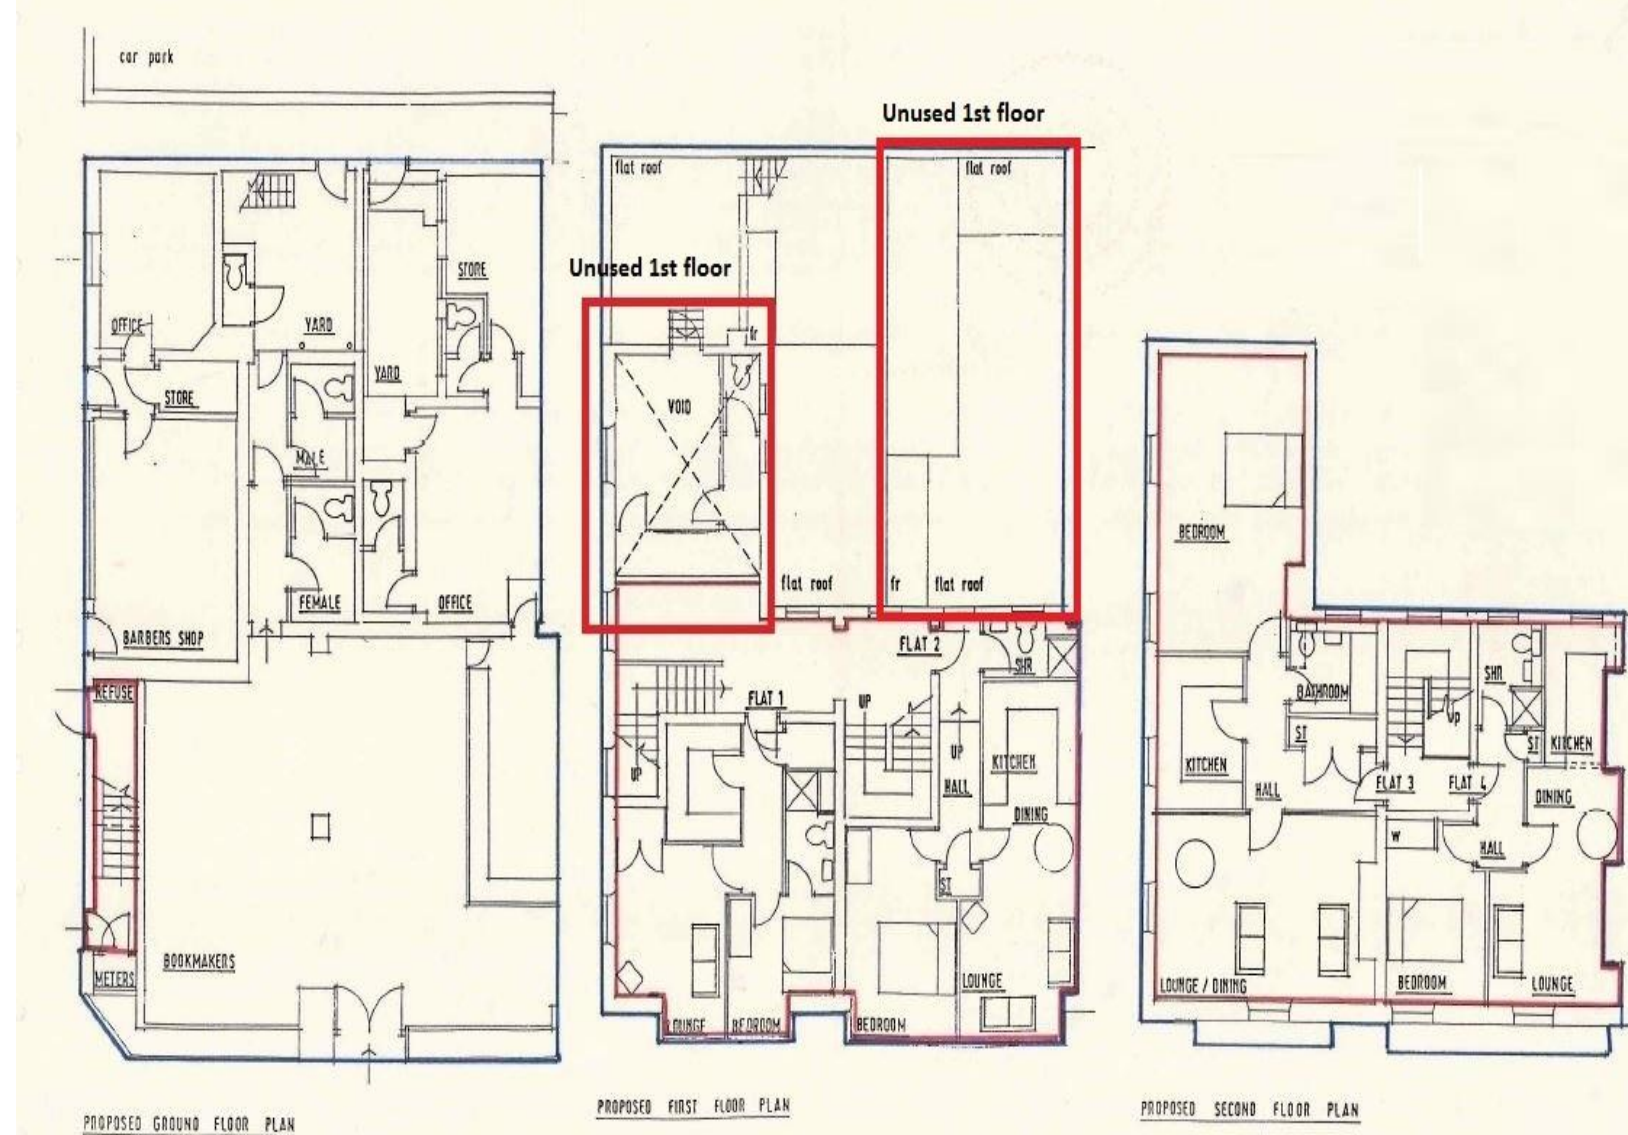 car park
OFFICE
STORE
YARD
YARD
STORE
MALE
FEMALE
OFFICE
BARBERS SHOP
REFUSE
BOOKMAKERS
METERS
PROPOSED GROUND FLOOR PLAN
Unused 1st floor
Unused 1st floor
flat roof
flat roof
fr
VOID
flat roof
fr
flat roof
FLAT 2
SHR
FLAT 1
UP
UP
UP
HALL
KITCHEN
DINING
ST
LOUNGE
LOUNGE
BEDROOM
BEDROOM
PROPOSED FIRST FLOOR PLAN
BEDROOM
BATHROOM
SHR
UP
ST
ST
KITCHEN
KITCHEN
HALL
FLAT 3
FLAT 4
DINING
W
HALL
LOUNGE / DINING
BEDROOM
LOUNGE
PROPOSED SECOND FLOOR PLAN